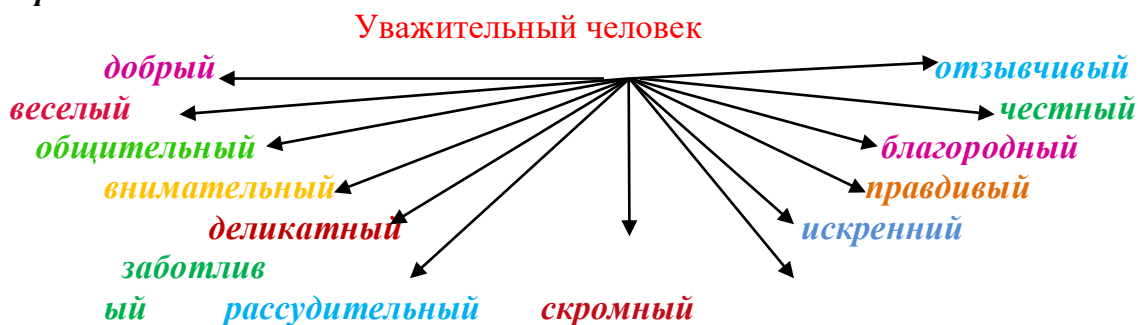 Уважительный человек
добрый отзывчивый
веселый честный
общительный благородный
внимательный правдивый
деликатный искренний
заботлив
ый рассудительный скромный